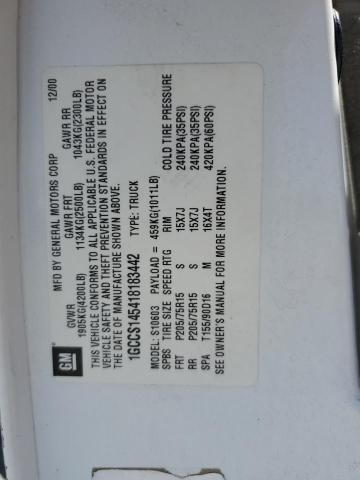 GM
MFD BY GENERAL MOTORS CORP 12/00
GVWR GAWR FRT GAWR RR
1905KG(4200LB) 1134KG(2500LB) 1043KG(2300LB)
THIS VEHICLE CONFORMS TO ALL APPLICABLE U.S. FEDERAL MOTOR
VEHICLE SAFETY AND THEFT PREVENTION STANDARDS IN EFFECT ON
THE DATE OF MANUFACTURE SHOWN ABOVE.
1GCCS145418183442 TYPE: TRUCK
MODEL: S10603 PAYLOAD = 459KG(1011LB)
SPBS TIRE SIZE SPEED RTG RIM COLD TIRE PRESSURE
FRT P205/75R15 S 15X7J 240KPA(35PSI)
RR P205/75R15 S 15X7J 240KPA(35PSI)
SPA T155/90D16 M 16X4T 420KPA(60PSI)
SEE OWNER'S MANUAL FOR MORE INFORMATION.